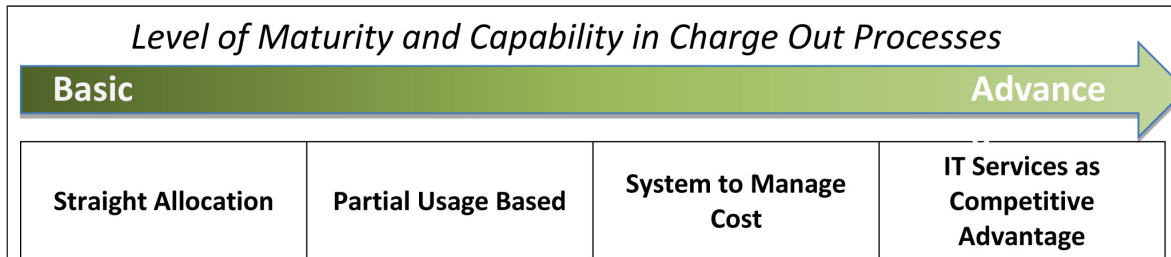 Level of Maturity and Capability in Charge Out Processes
Basic
Advance
Straight Allocation
Partial Usage Based
System to Manage
Cost
IT Services as
Competitive
Advantage